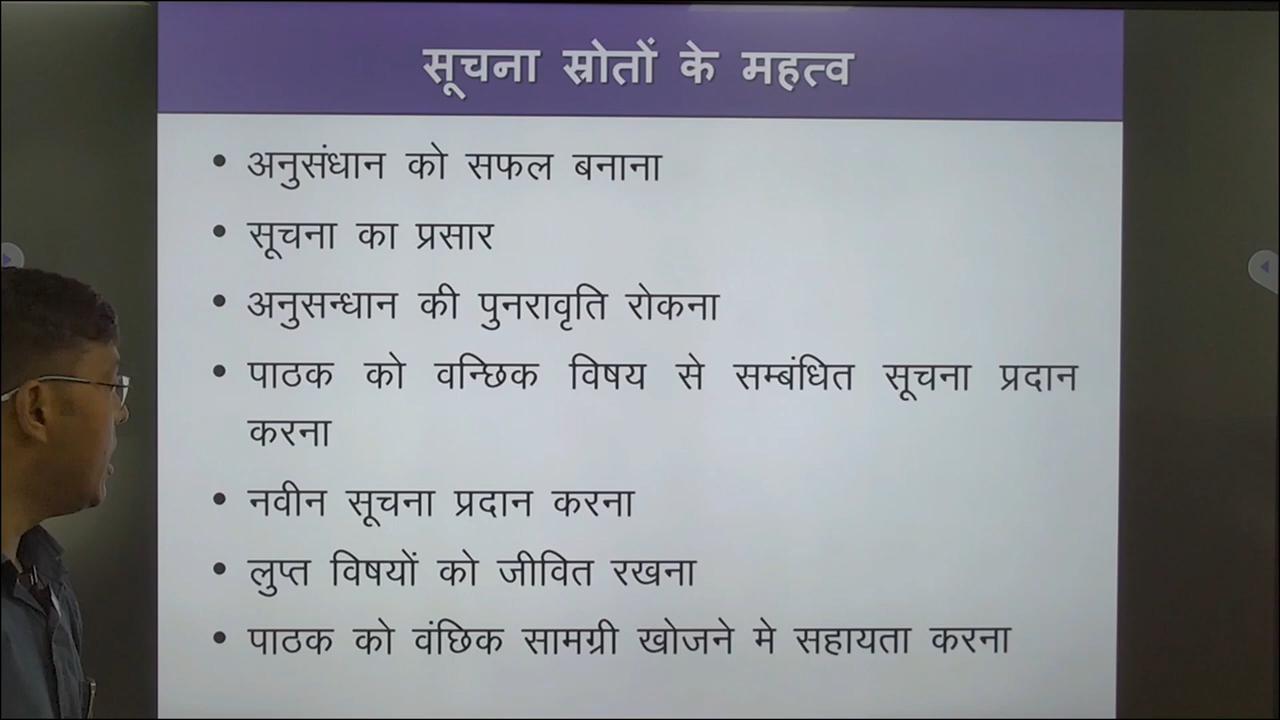 सूचना स्रोतों के महत्व
• अनुसंधान को सफल बनाना
• सूचना का प्रसार
• अनुसन्धान की पुनरावृति रोकना
• पाठक को वन्छिक विषय से सम्बंधित सूचना प्रदान
करना
• नवीन सूचना प्रदान करना
• लुप्त विषयों को जीवित रखना
• पाठक को वंछिक सामग्री खोजने मे सहायता करना